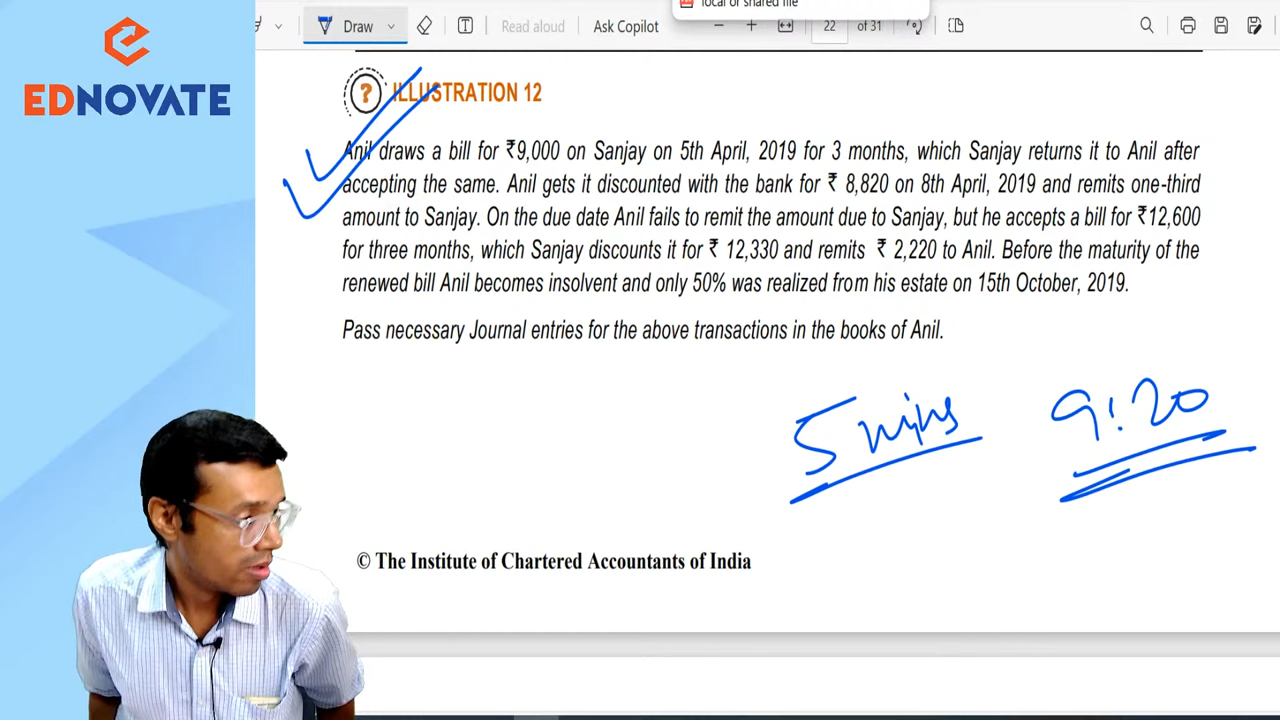 local or shared file
Draw
Read aloud
Ask Copilot
22
of 31
EDNOVATE
? ILLUSTRATION 12
Anil draws a bill for ₹9,000 on Sanjay on 5th April, 2019 for 3 months, which Sanjay returns it to Anil after
accepting the same. Anil gets it discounted with the bank for ₹ 8,820 on 8th April, 2019 and remits one-third
amount to Sanjay. On the due date Anil fails to remit the amount due to Sanjay, but he accepts a bill for ₹12,600
for three months, which Sanjay discounts it for ₹ 12,330 and remits ₹ 2,220 to Anil. Before the maturity of the
renewed bill Anil becomes insolvent and only 50% was realized from his estate on 15th October, 2019.
Pass necessary Journal entries for the above transactions in the books of Anil.
5 mins 9:20
© The Institute of Chartered Accountants of India